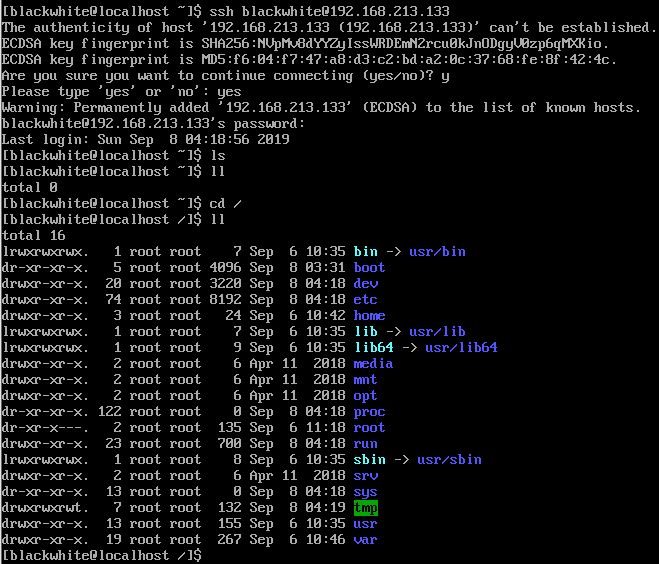 [blackwhite@localhost ~]$ ssh blackwhite@192.168.213.133
The authenticity of host '192.168.213.133 (192.168.213.133)' can't be established.
ECDSA key fingerprint is SHA256:NVpMv8dYYZyIssWRDEmN2rcu0kJnODgyV0zp6qMXKio.
ECDSA key fingerprint is MD5:f6:04:f7:47:a8:d3:c2:bd:a2:0c:37:68:fe:8f:42:4c.
Are you sure you want to continue connecting (yes/no)? y
Please type 'yes' or 'no': yes
Warning: Permanently added '192.168.213.133' (ECDSA) to the list of known hosts.
blackwhite@192.168.213.133's password:
Last login: Sun Sep  8 04:18:56 2019
[blackwhite@localhost ~]$ ls
[blackwhite@localhost ~]$ ll
total 0
[blackwhite@localhost ~]$ cd /
[blackwhite@localhost /]$ ll
total 16
lrwxrwxrwx.   1 root root    7 Sep  6 10:35 bin -> usr/bin
dr-xr-xr-x.   5 root root 4096 Sep  8 03:31 boot
drwxr-xr-x.  20 root root 3220 Sep  8 04:18 dev
drwxr-xr-x.  74 root root 8192 Sep  8 04:18 etc
drwxr-xr-x.   3 root root   24 Sep  6 10:42 home
lrwxrwxrwx.   1 root root    7 Sep  6 10:35 lib -> usr/lib
lrwxrwxrwx.   1 root root    9 Sep  6 10:35 lib64 -> usr/lib64
drwxr-xr-x.   2 root root    6 Apr 11  2018 media
drwxr-xr-x.   2 root root    6 Apr 11  2018 mnt
drwxr-xr-x.   2 root root    6 Apr 11  2018 opt
dr-xr-xr-x. 122 root root    0 Sep  8 04:18 proc
dr-xr-x---.   2 root root  135 Sep  6 11:18 root
drwxr-xr-x.  23 root root  700 Sep  8 04:18 run
lrwxrwxrwx.   1 root root    8 Sep  6 10:35 sbin -> usr/sbin
drwxr-xr-x.   2 root root    6 Apr 11  2018 srv
dr-xr-xr-x.  13 root root    0 Sep  8 04:18 sys
drwxrwxrwt.   7 root root  132 Sep  8 04:19 tmp
drwxr-xr-x.  13 root root  155 Sep  6 10:35 usr
drwxr-xr-x.  19 root root  267 Sep  6 10:46 var
[blackwhite@localhost /]$